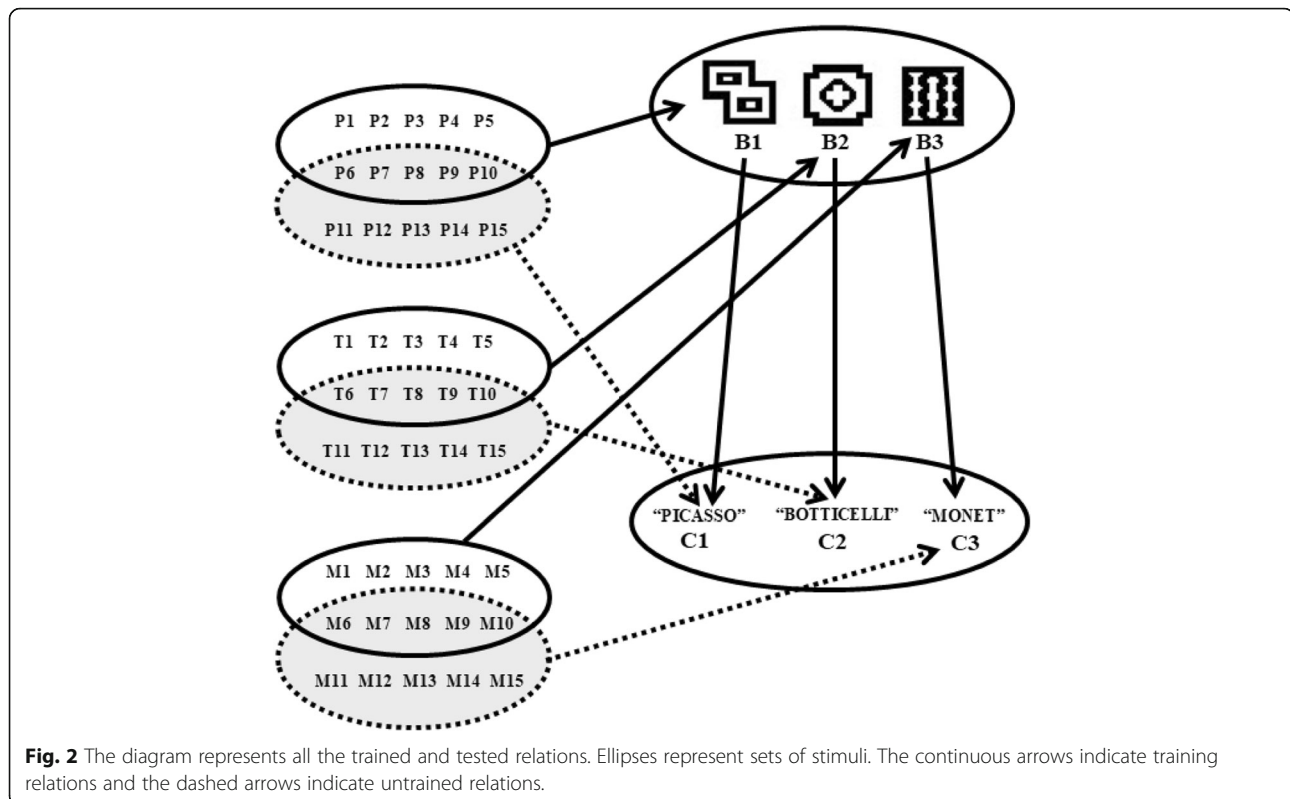 P1 P2 P3 P4 P5
P6 P7 P8 P9 P10
P11 P12 P13 P14 P15
B1 B2 B3
T1 T2 T3 T4 T5
T6 T7 T8 T9 T10
T11 T12 T13 T14 T15
"PICASSO" "BOTTICELLI" "MONET"
C1 C2 C3
M1 M2 M3 M4 M5
M6 M7 M8 M9 M10
M11 M12 M13 M14 M15
Fig. 2 The diagram represents all the trained and tested relations. Ellipses represent sets of stimuli. The continuous arrows indicate training
relations and the dashed arrows indicate untrained relations.